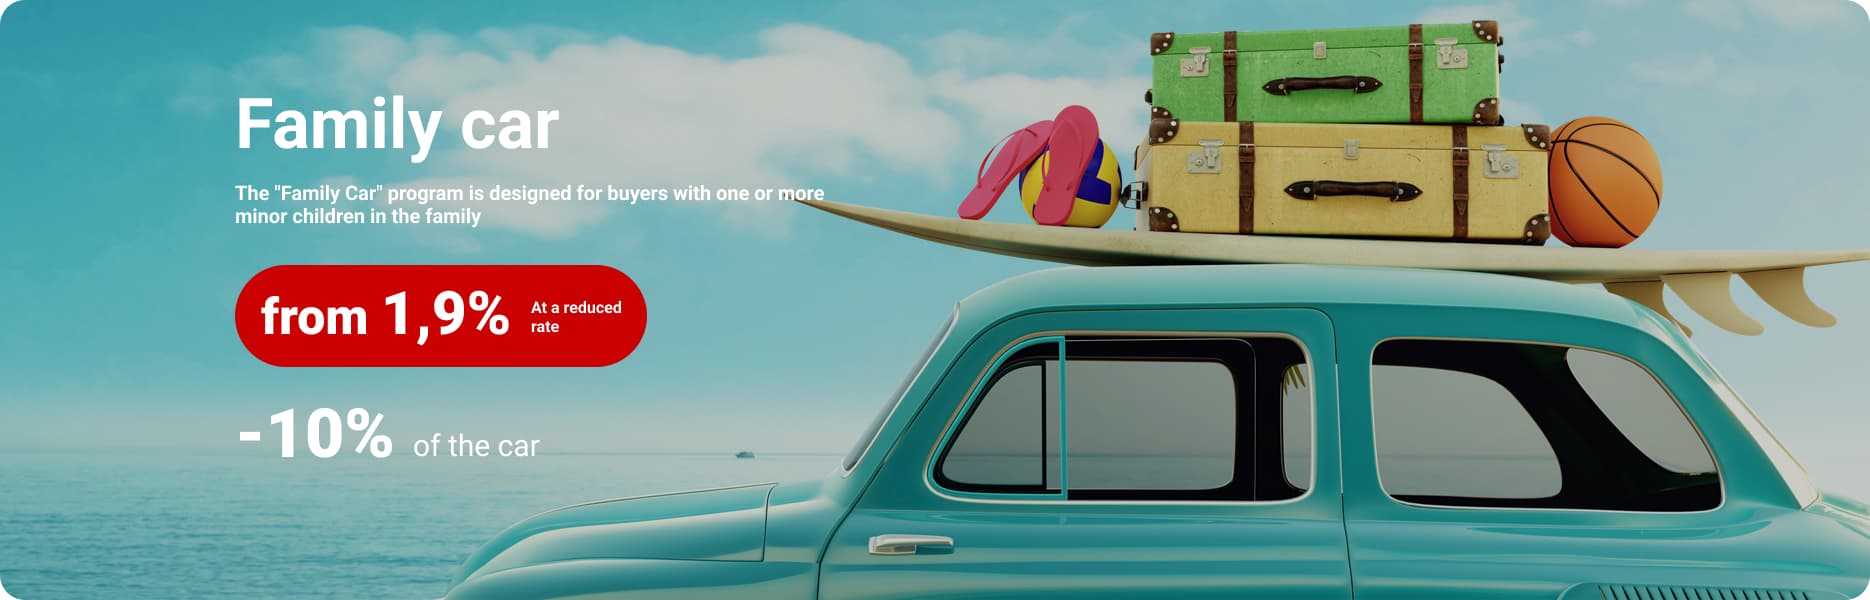 Family car
The "Family Car" program is designed for buyers with one or more
minor children in the family
from 1,9% At a reduced
rate
-10% of the car